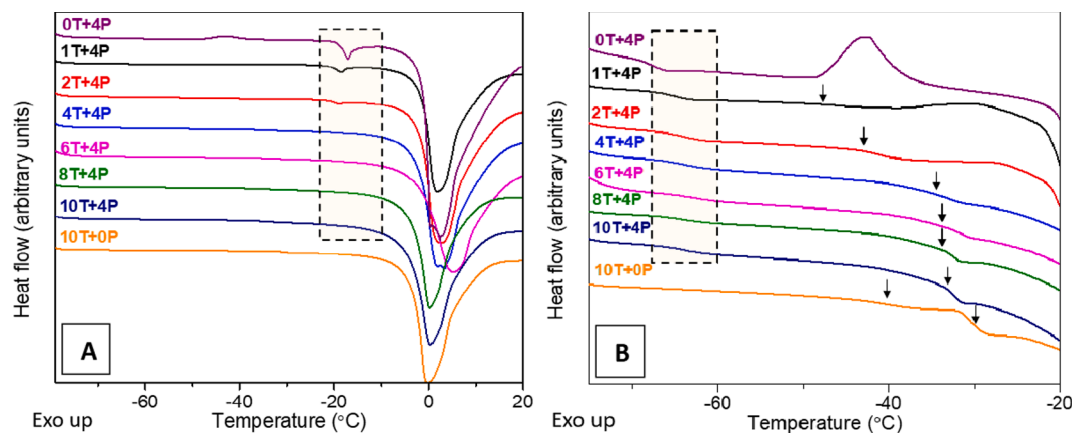 Heat flow (arbitrary units)
0T+4P
1T+4P
2T+4P
4T+4P
6T+4P
8T+4P
10T+4P
10T+0P
A
-60
-40
-20
0
20
Exo up
Temperature (°C)
Heat flow (arbitrary units)
0T+4P
1T+4P
2T+4P
4T+4P
6T+4P
8T+4P
10T+4P
10T+0P
B
-60
-40
-20
Exo up
Temperature (°C)